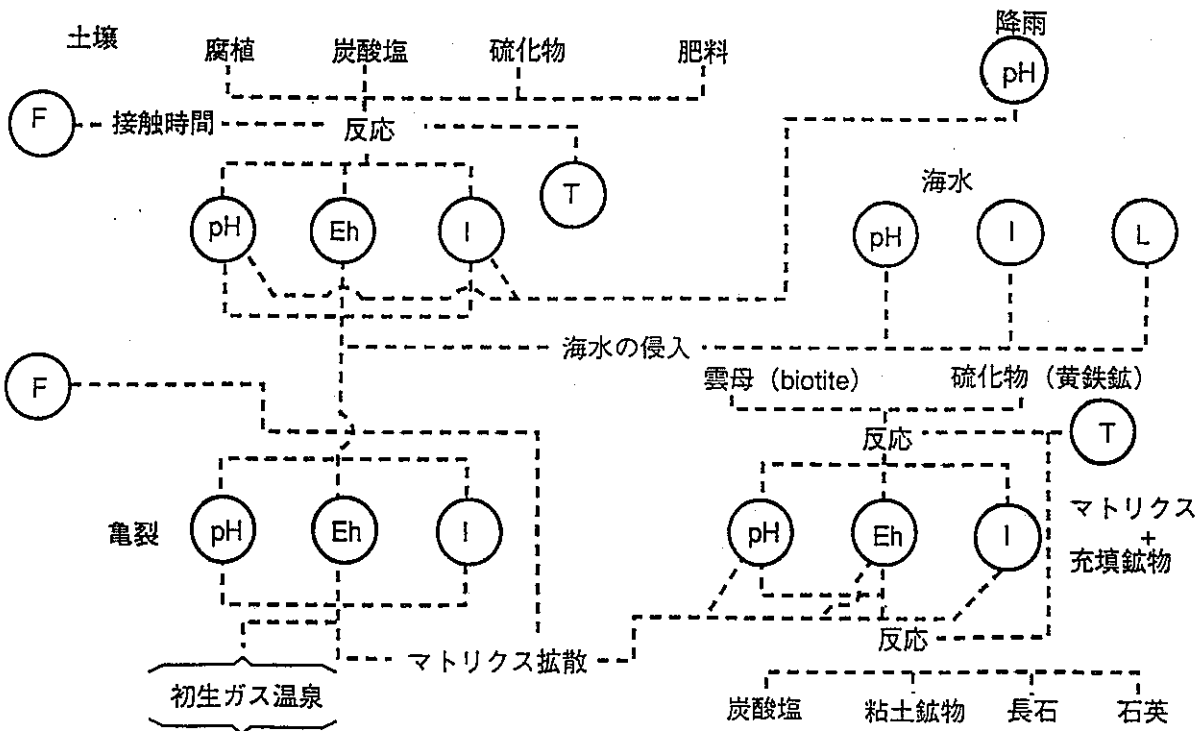 土壌
腐植
炭酸塩
硫化物
肥料
降雨
pH
F
接触時間
反応
T
海水
pH
Eh
I
pH
I
L
海水の侵入
F
雲母（biotite）
硫化物（黄鉄鉱）
反応
T
亀裂
pH
Eh
I
pH
Eh
I
マトリクス
+
充填鉱物
反応
マトリクス拡散
初生ガス温泉
炭酸塩
粘土鉱物
長石
石英